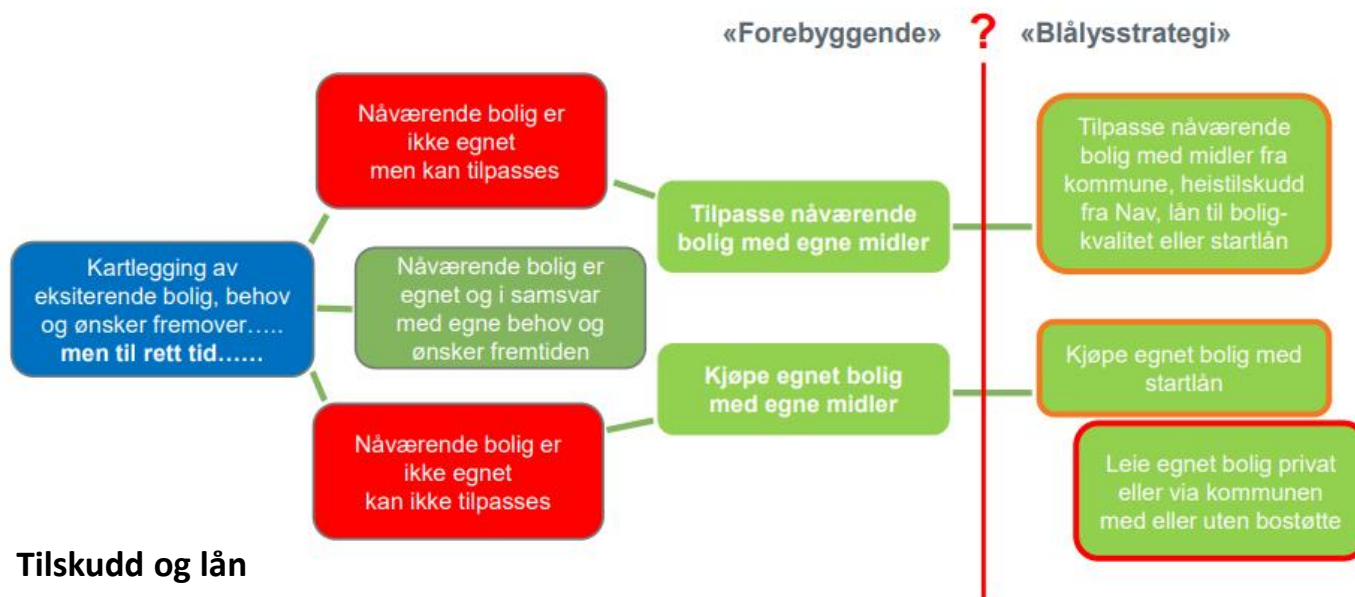 «Forebyggende» ? «Blålysstrategi»
Nåværende bolig er
ikke egnet
men kan tilpasses
Kartlegging av
eksiterende bolig, behov
og ønsker fremover.....
men til rett tid......
Nåværende bolig er
egnet og i samsvar
med egne behov og
ønsker fremtiden
Nåværende bolig er
ikke egnet
kan ikke tilpasses
Tilpasse nåværende
bolig med egne midler
Kjøpe egnet bolig
med egne midler
Tilpasse nåværende
bolig med midler fra
kommune, heistilskudd
fra Nav, lån til bolig-
kvalitet eller startlån
Kjøpe egnet bolig med
startlån
Leie egnet bolig privat
eller via kommunen
med eller uten bostøtte
Tilskudd og lån